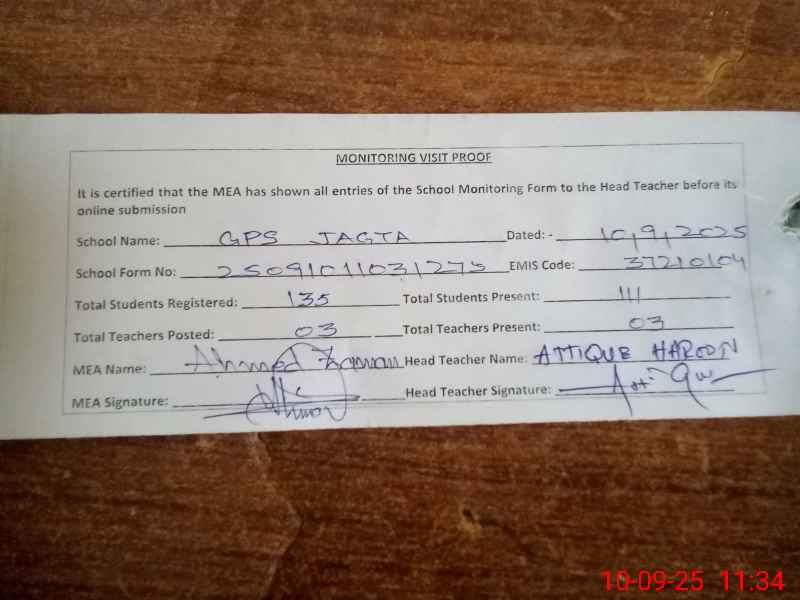 MONITORING VISIT PROOF
It is certified that the MEA has shown all entries of the School Monitoring Form to the Head Teacher before its
online submission
School Name: GPS JAGTA Dated: - 10,9,2025
School Form No: 25091011031275 EMIS Code: 37210104
Total Students Registered: 135 Total Students Present: 111
Total Teachers Posted: 03 Total Teachers Present: 03
MEA Name: Ahmed Zaman Head Teacher Name: ATTIQUE HAROON
MEA Signature: Head Teacher Signature:
10-09-25 11:34